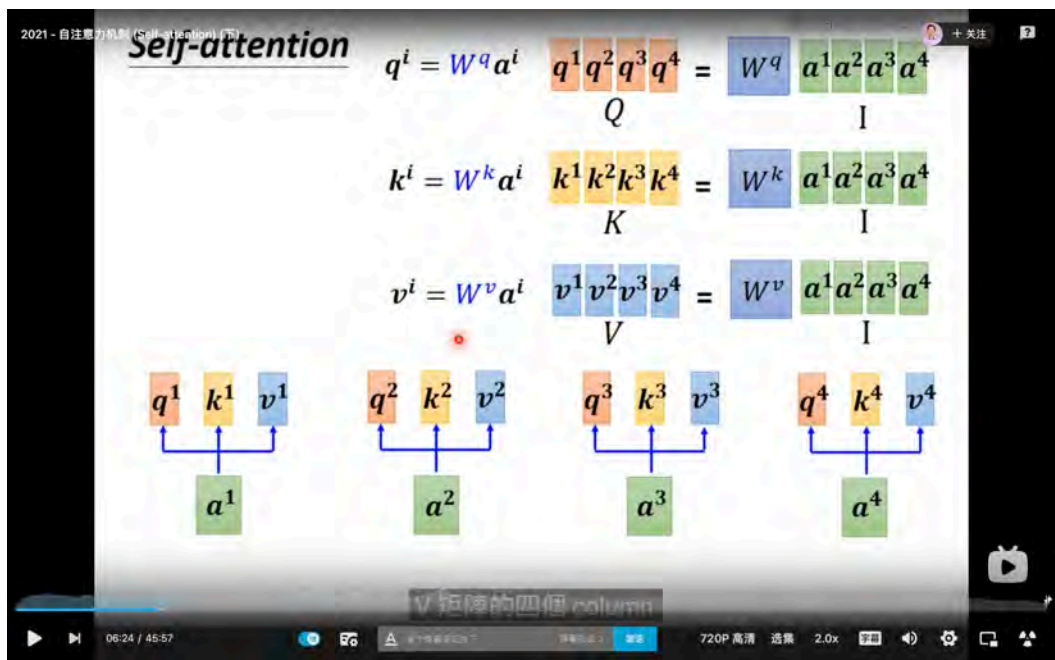 2021 - 自注意力机制 (Self-attention) (下)
+ 关注
Self-attention
qⁱ = W^q aⁱ q¹ q² q³ q⁴ = W^q a¹ a² a³ a⁴
Q I
kⁱ = W^k aⁱ k¹ k² k³ k⁴ = W^k a¹ a² a³ a⁴
K I
vⁱ = W^v aⁱ v¹ v² v³ v⁴ = W^v a¹ a² a³ a⁴
V I
q¹ k¹ v¹ q² k² v² q³ k³ v³ q⁴ k⁴ v⁴
a¹ a² a³ a⁴
V 矩陣的四個 column
06:24 / 45:57
A
720P 高清 选集 2.0x 字幕